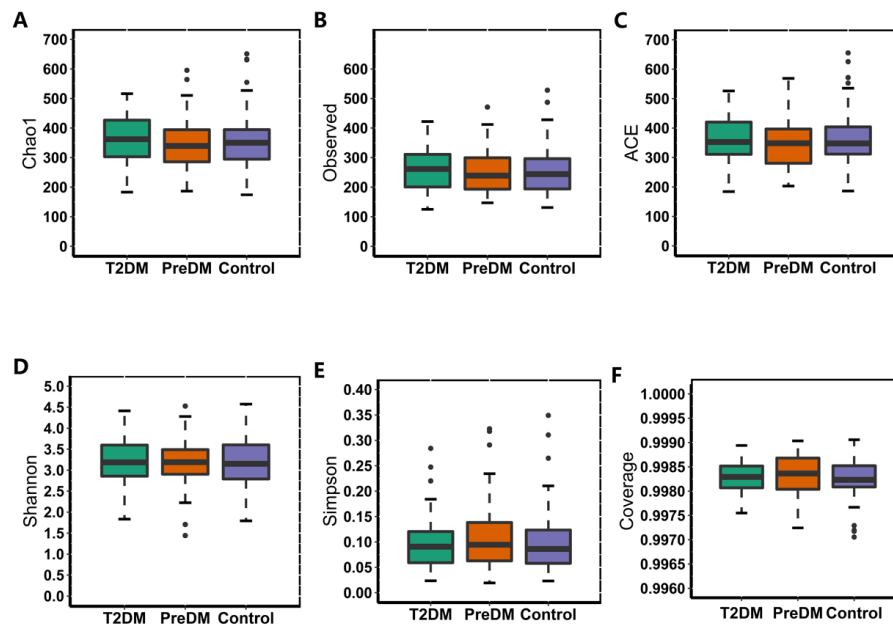 A
700
600
500
400
300
200
100
0
Chao1
T2DM PreDM Control
B
600
500
400
300
200
100
0
Observed
T2DM PreDM Control
C
700
600
500
400
300
200
100
0
ACE
T2DM PreDM Control
D
5.0
4.5
4.0
3.5
3.0
2.5
2.0
1.5
1.0
0.5
0.0
Shannon
T2DM PreDM Control
E
0.40
0.35
0.30
0.25
0.20
0.15
0.10
0.05
0.00
Simpson
T2DM PreDM Control
F
1.0000
0.9995
0.9990
0.9985
0.9980
0.9975
0.9970
0.9965
0.9960
Coverage
T2DM PreDM Control